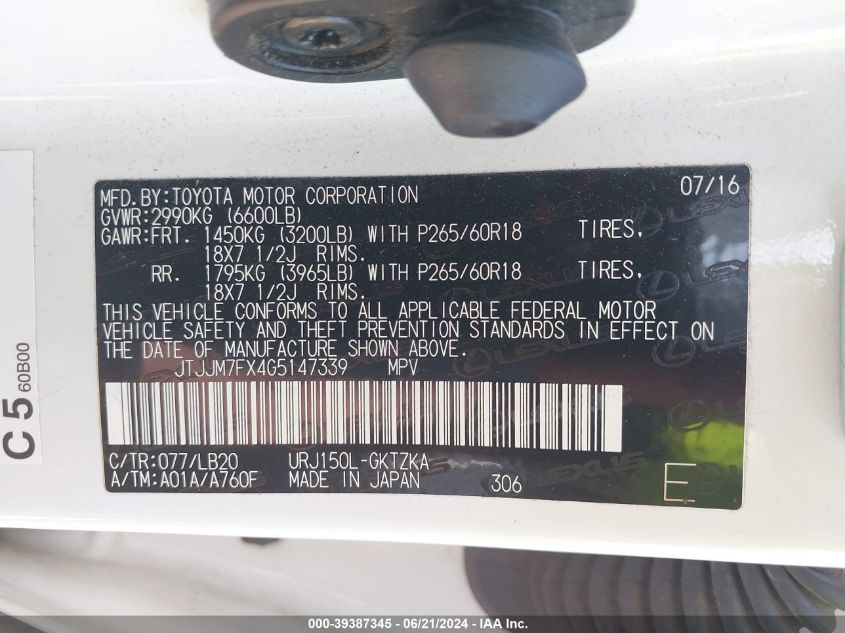 MFD.BY:TOYOTA MOTOR CORPORATION 07/16
GVWR:2990KG (6600LB)
GAWR:FRT. 1450KG (3200LB) WITH P265/60R18 TIRES,
18X7 1/2J RIMS.
RR. 1795KG (3965LB) WITH P265/60R18 TIRES,
18X7 1/2J RIMS.
THIS VEHICLE CONFORMS TO ALL APPLICABLE FEDERAL MOTOR
VEHICLE SAFETY AND THEFT PREVENTION STANDARDS IN EFFECT ON
THE DATE OF MANUFACTURE SHOWN ABOVE.
JTJJM7FX4G5147339 MPV
C/TR:077/LB20 URJ150L-GKTZKA
A/TM:A01A/A760F MADE IN JAPAN 306 E
C 5 60B00
LEXUS
000-39387345 - 06/21/2024 - IAA Inc.